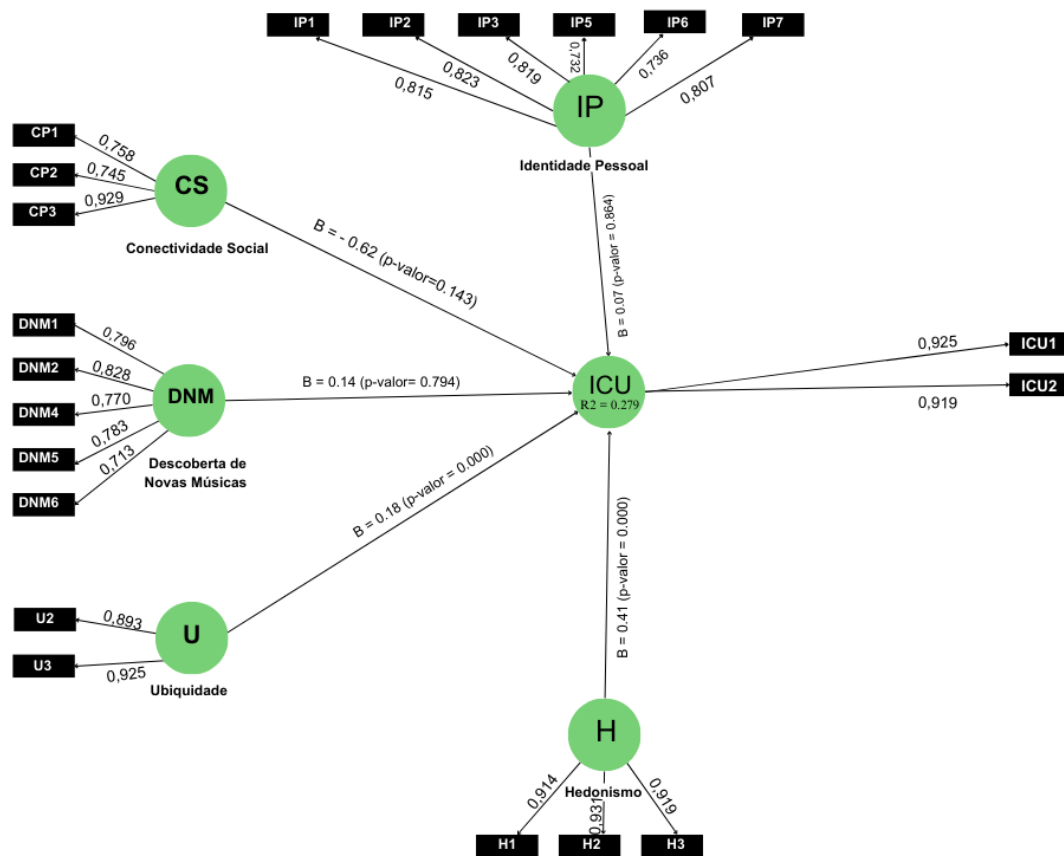 IP1 IP2 IP3 IP5 IP6 IP7
0,815 0,823 0,819 0,732 0,736 0,807
IP
Identidade Pessoal
CP1 0,758
CP2 0,745
CP3 0,929
CS
Conectividade Social
B = - 0.62 (p-valor=0.143)
B = 0.07 (p-valor = 0.864)
DNM1 0,796
DNM2 0,828
DNM4 0,770
DNM5 0,783
DNM6 0,713
DNM
Descoberta de
Novas Músicas
B = 0.14 (p-valor= 0.794)
ICU
R2 = 0.279
0,925 ICU1
0,919 ICU2
U2 0,893
U3 0,925
U
Ubiquidade
B = 0.18 (p-valor = 0.000)
B = 0.41 (p-valor = 0.000)
H
Hedonismo
0,914 0,931 0,919
H1 H2 H3